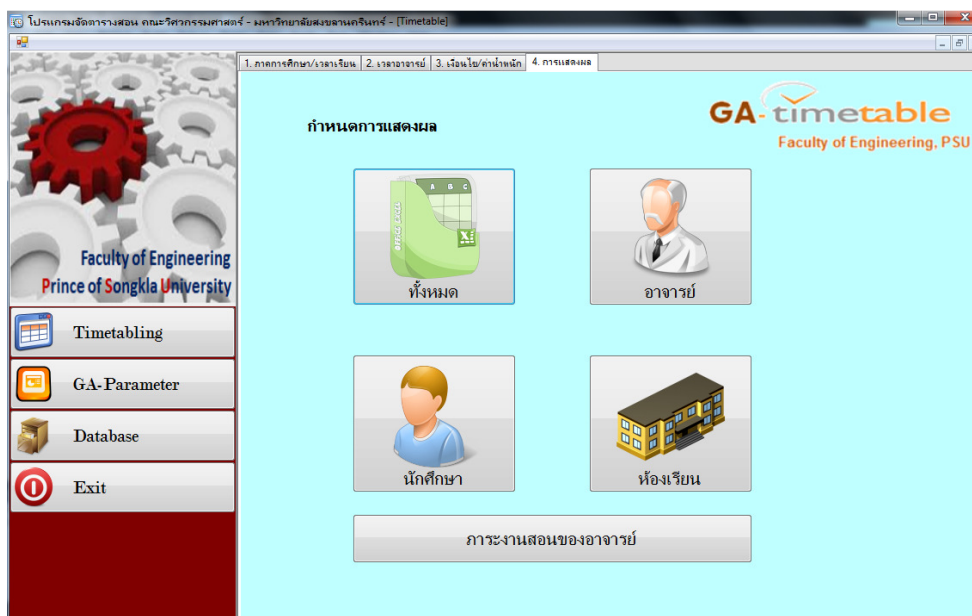 โปรแกรมจัดตารางสอน คณะวิศวกรรมศาสตร์ - มหาวิทยาลัยสงขลานครินทร์ - [Timetable]
1. ภาคการศึกษา/เวลาเรียน
2. เวลาอาจารย์
3. เงื่อนไข/ค่าน้ำหนัก
4. การแสดงผล
กำหนดการแสดงผล
GA-timetable
Faculty of Engineering, PSU
Faculty of Engineering
Prince of Songkla University
Timetabling
GA-Parameter
Database
Exit
A B C
OFFICE EXCEL
ทั้งหมด
อาจารย์
นักศึกษา
ห้องเรียน
ภาระงานสอนของอาจารย์